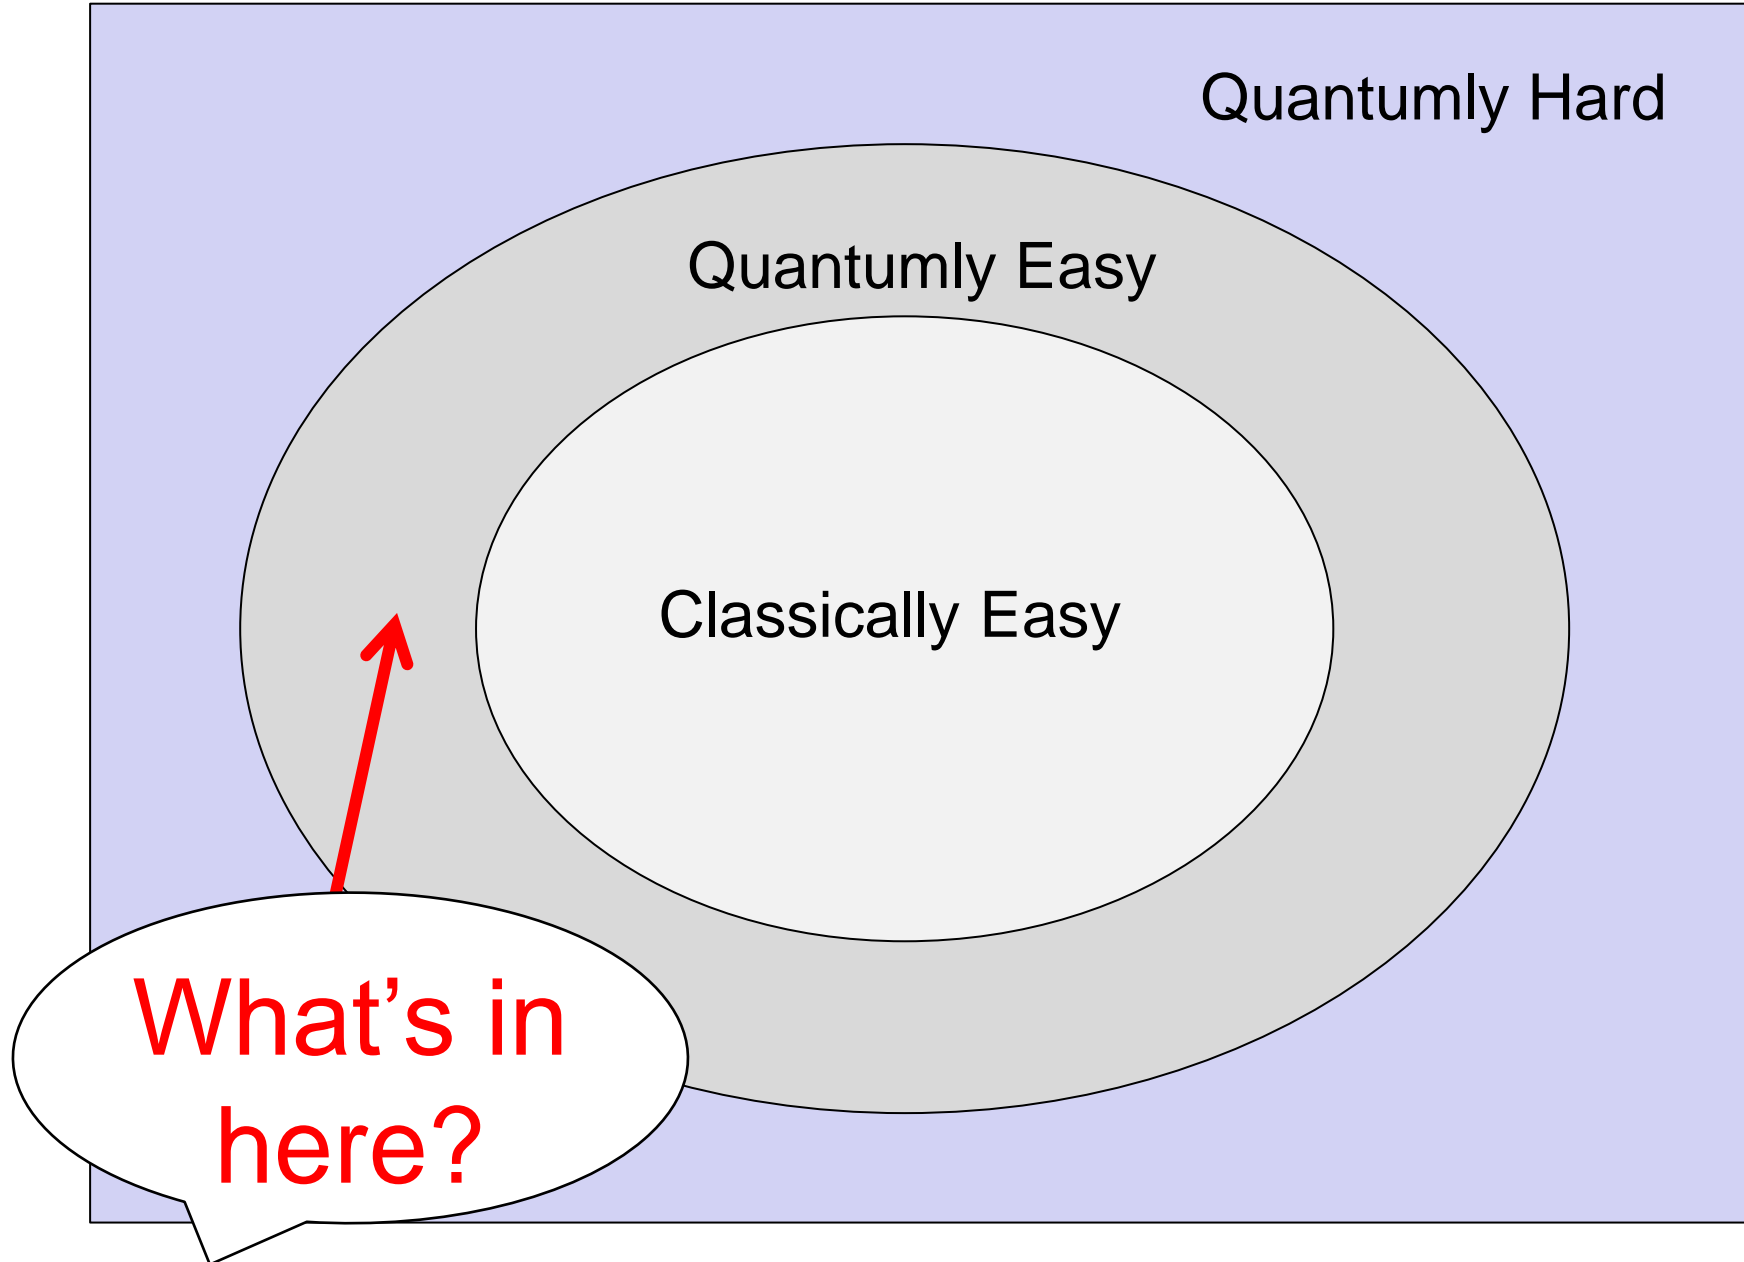 Quantumly Hard
Quantumly Easy
Classically Easy
What’s in
here?